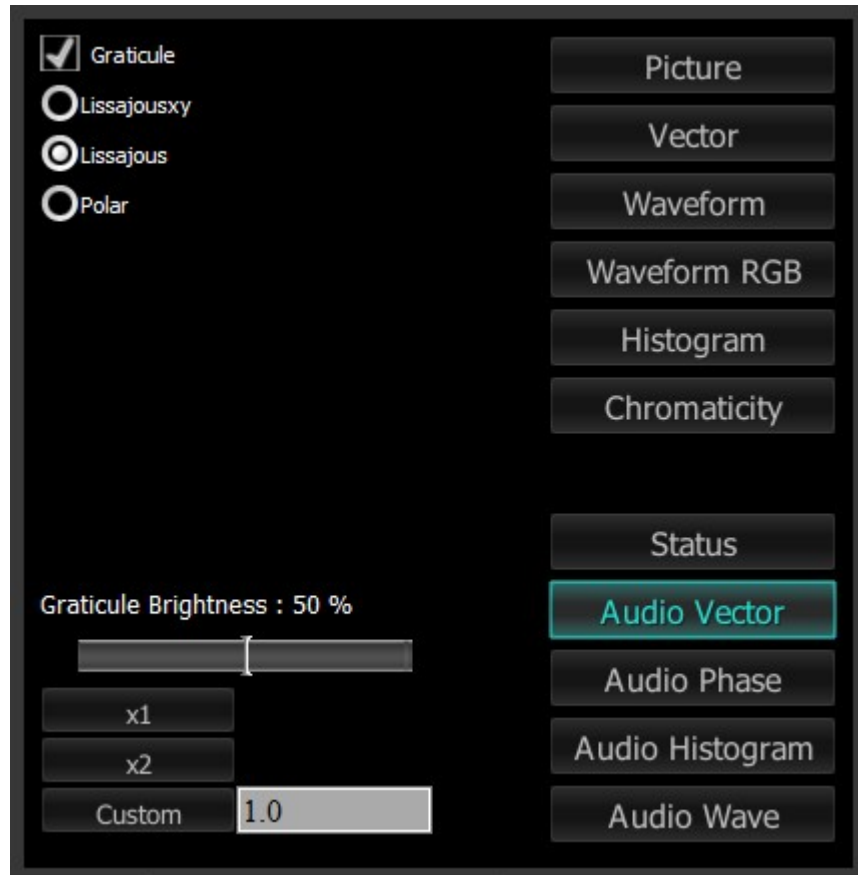 Graticule
Lissajousxy
Lissajous
Polar
Graticule Brightness : 50 %
x1
x2
Custom
1.0
Picture
Vector
Waveform
Waveform RGB
Histogram
Chromaticity
Status
Audio Vector
Audio Phase
Audio Histogram
Audio Wave